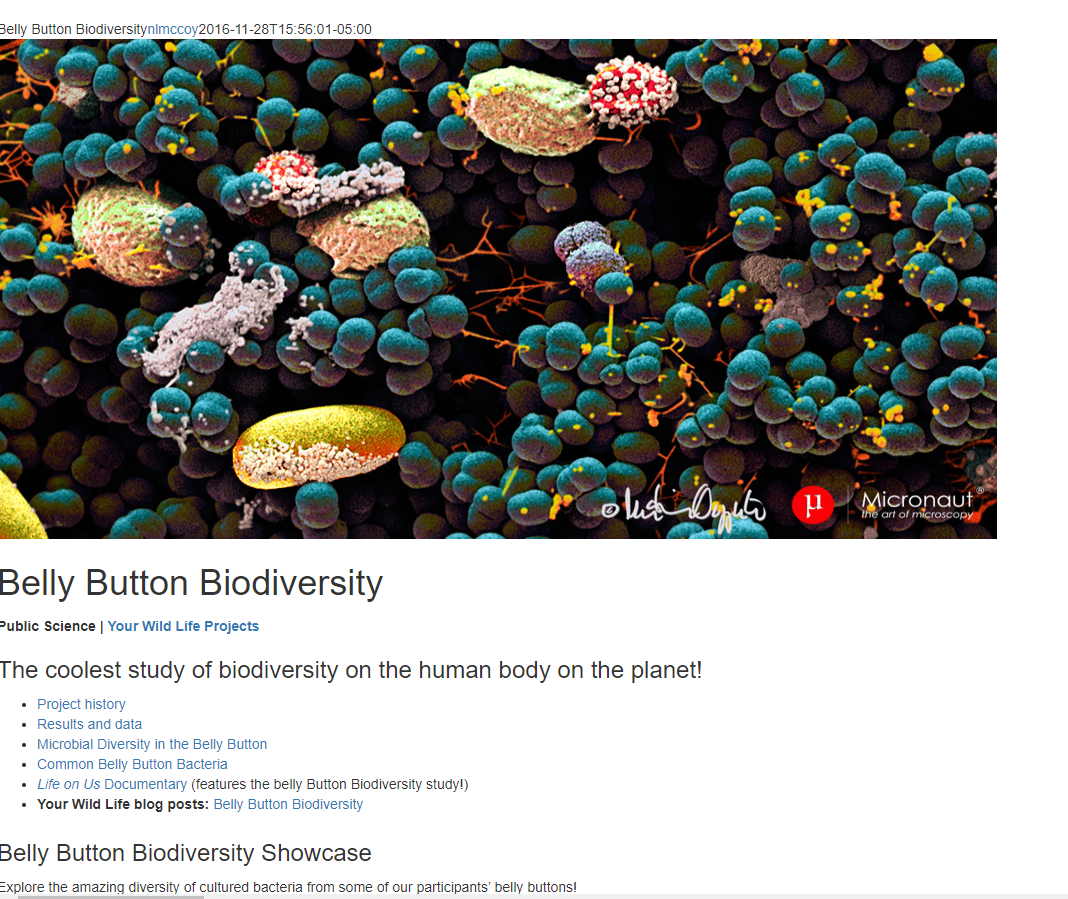 Belly Button Biodiversitynlmccoy2016-11-28T15:56:01-05:00
©
µ Micronaut®
the art of microscopy
Belly Button Biodiversity
Public Science | Your Wild Life Projects
The coolest study of biodiversity on the human body on the planet!
• Project history
• Results and data
• Microbial Diversity in the Belly Button
• Common Belly Button Bacteria
• Life on Us Documentary (features the belly Button Biodiversity study!)
• Your Wild Life blog posts: Belly Button Biodiversity
Belly Button Biodiversity Showcase
Explore the amazing diversity of cultured bacteria from some of our participants’ belly buttons!